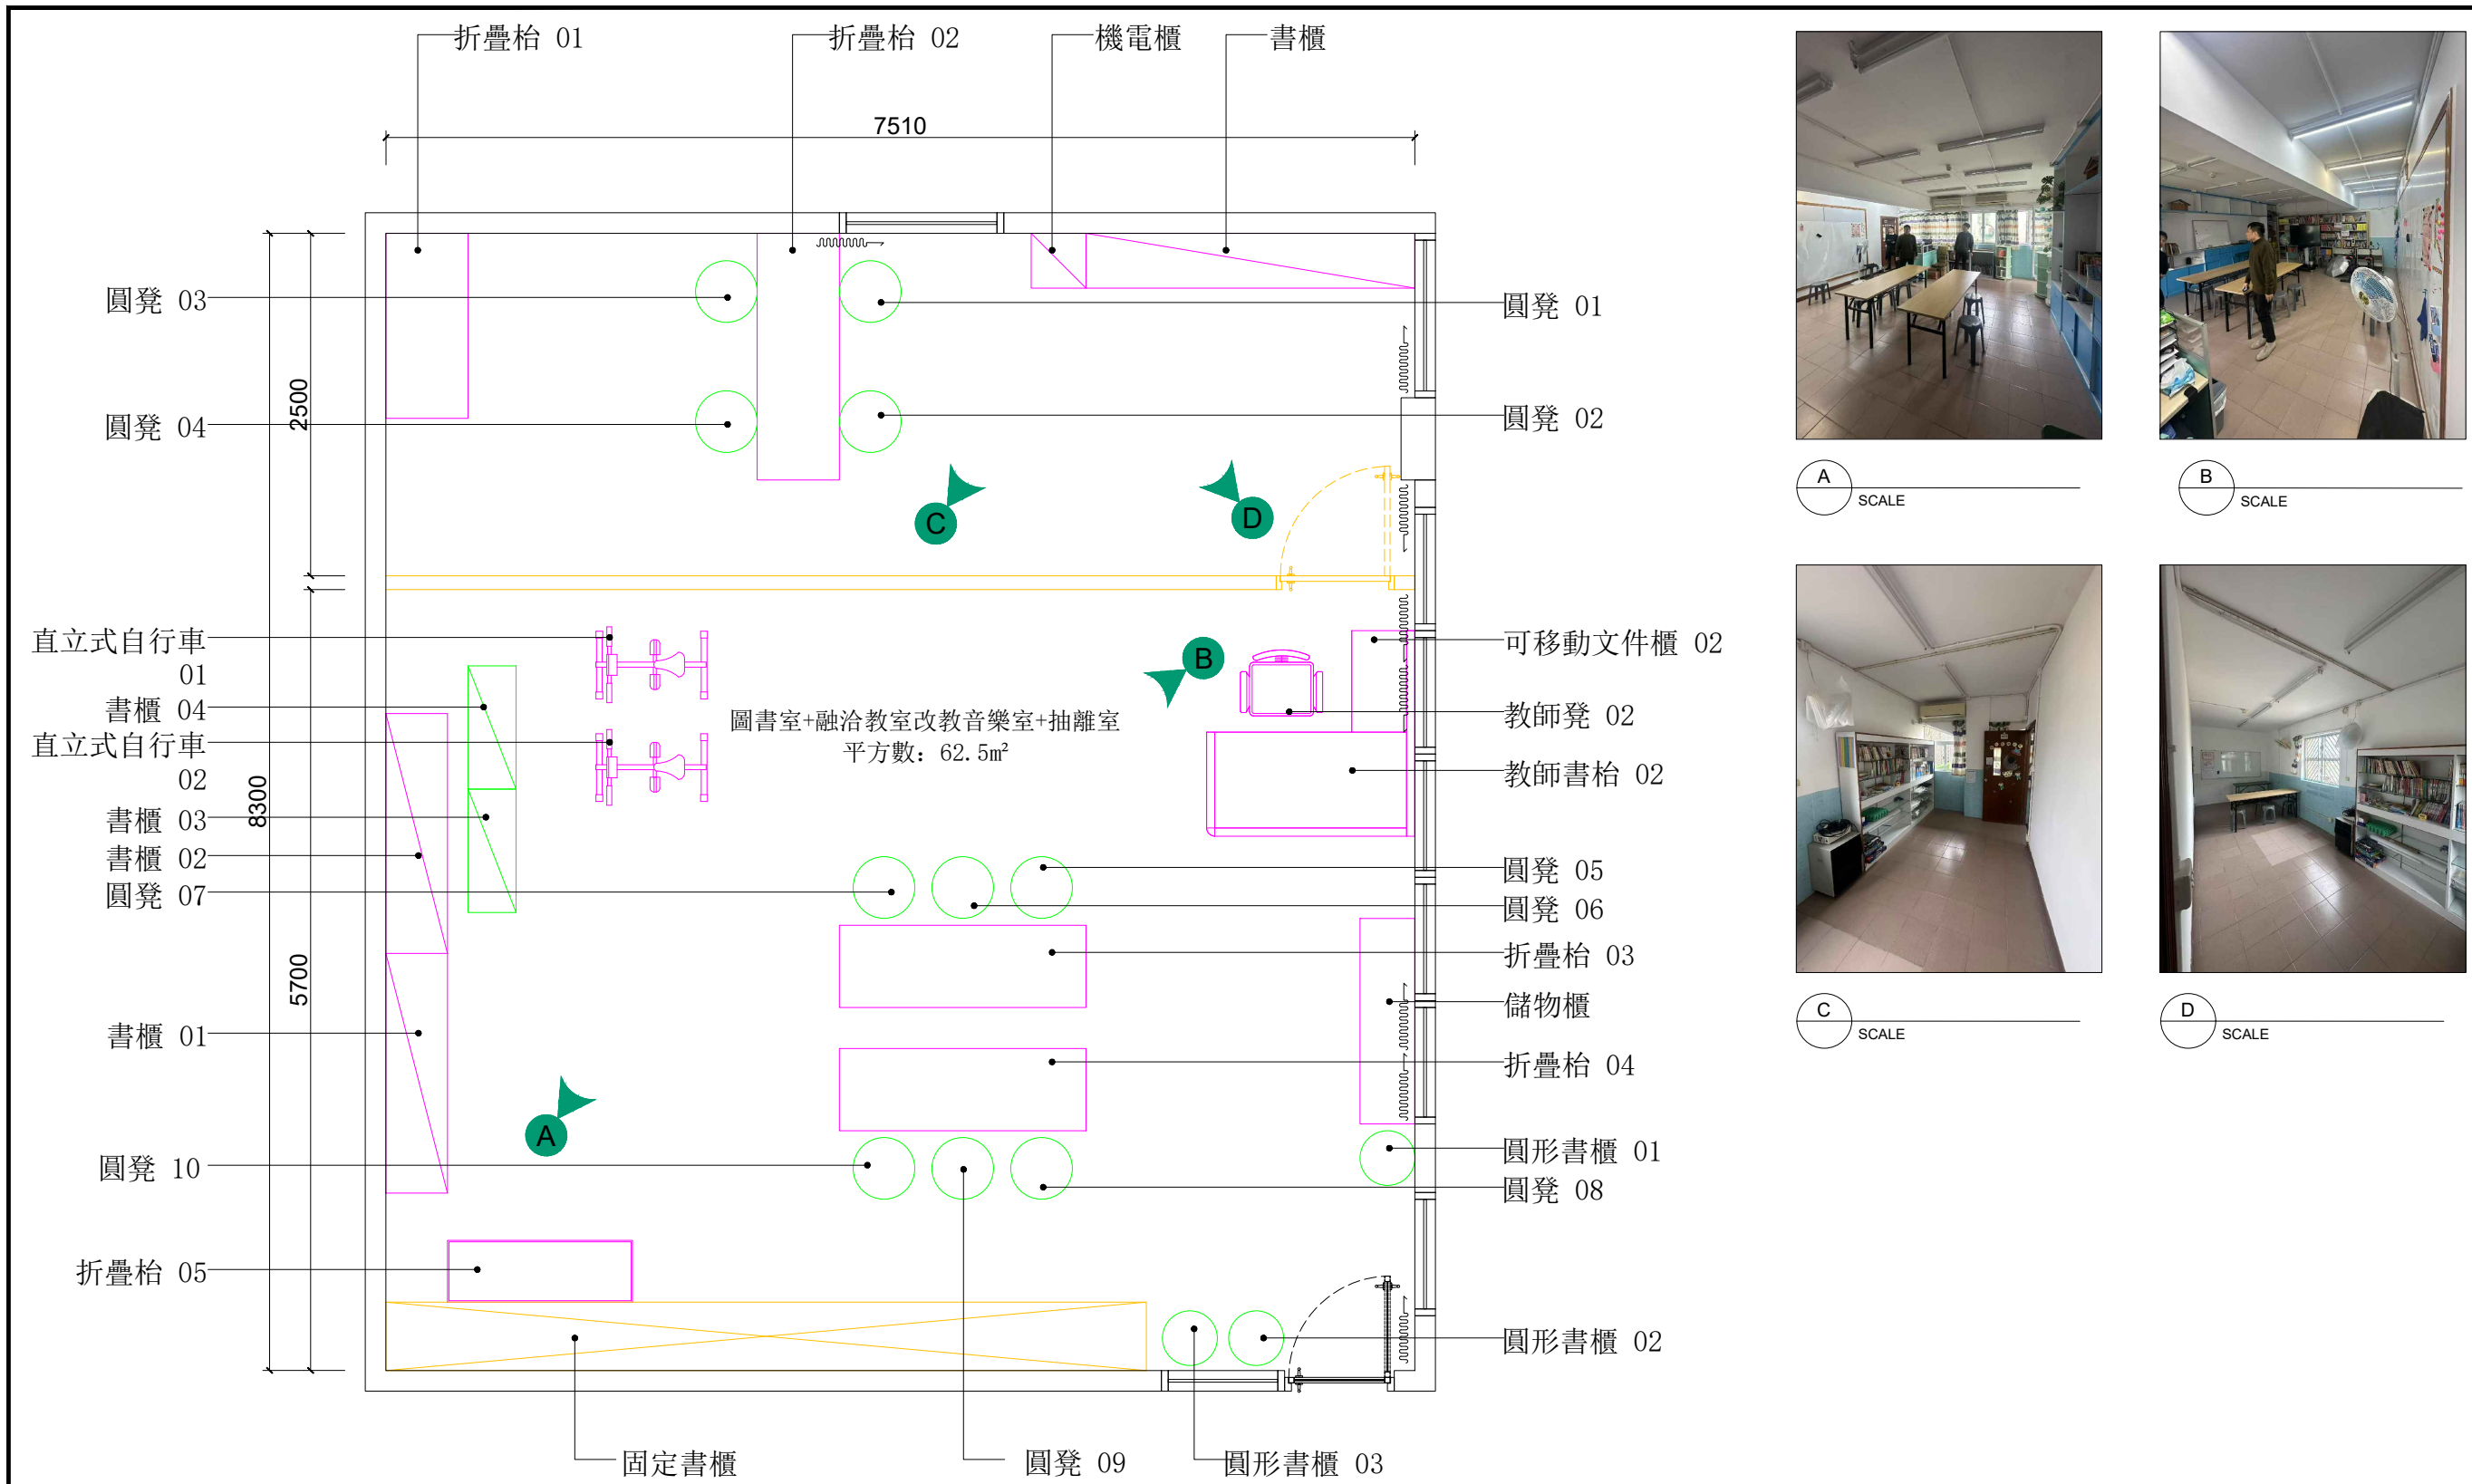 折疊枱 01
折疊枱 02
機電櫃
書櫃
7510
圓凳 03
圓凳 01
2500
圓凳 04
圓凳 02
C
D
直立式自行車
01
可移動文件櫃 02
B
書櫃 04
圖書室+融洽教室改教音樂室+抽離室
教師凳 02
直立式自行車
02
平方數: 62.5㎡
教師書枱 02
8300
書櫃 03
書櫃 02
圓凳 07
圓凳 05
圓凳 06
5700
折疊枱 03
儲物櫃
書櫃 01
折疊枱 04
A
圓凳 10
圓形書櫃 01
圓凳 08
折疊枱 05
圓形書櫃 02
固定書櫃
圓凳 09
圓形書櫃 03
A
SCALE
B
SCALE
C
SCALE
D
SCALE